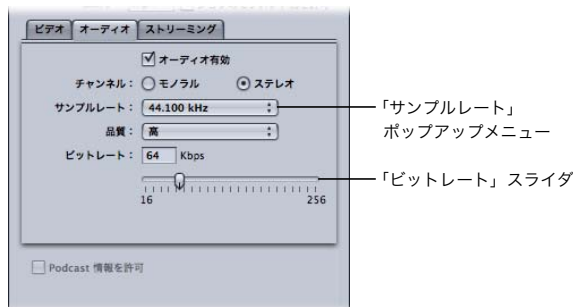 ビデオ オーディオ ストリーミング
オーディオ有効
チャンネル： モノラル ステレオ
サンプルレート： 44.100 kHz
「サンプルレート」
ポップアップメニュー
品質： 高
ビットレート： 64 Kbps
「ビットレート」スライダ
16 256
Podcast 情報を許可